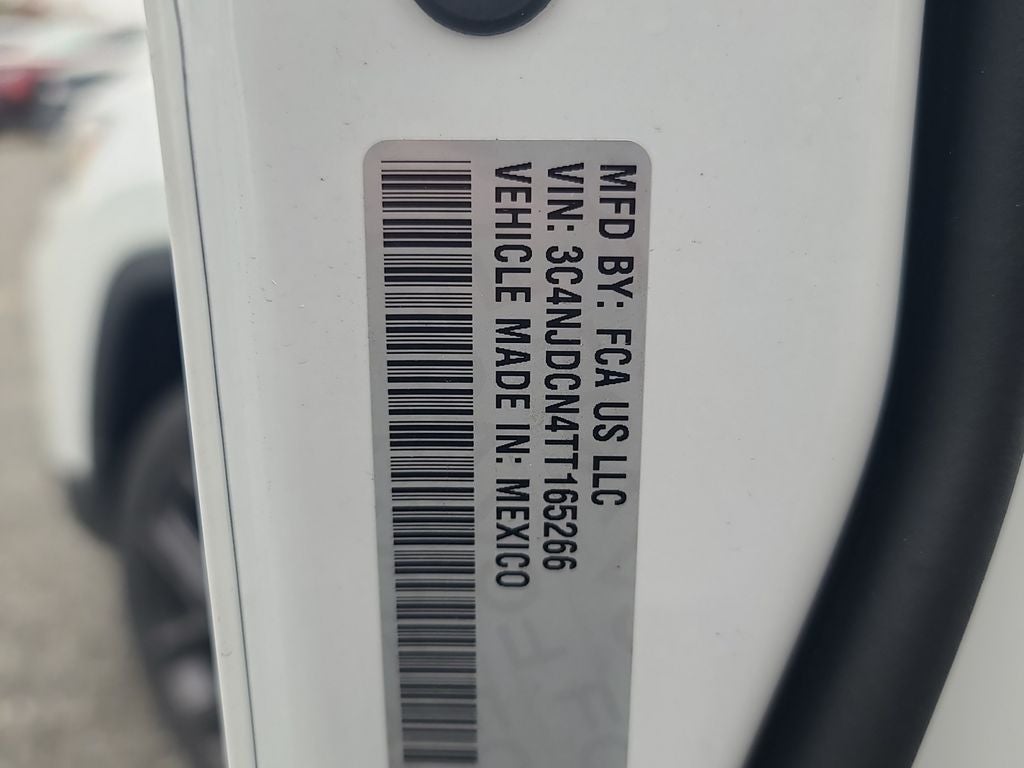 MFD BY: FCA US LLC
VIN: 3C4NJDCN4TT165266
VEHICLE MADE IN: MEXICO